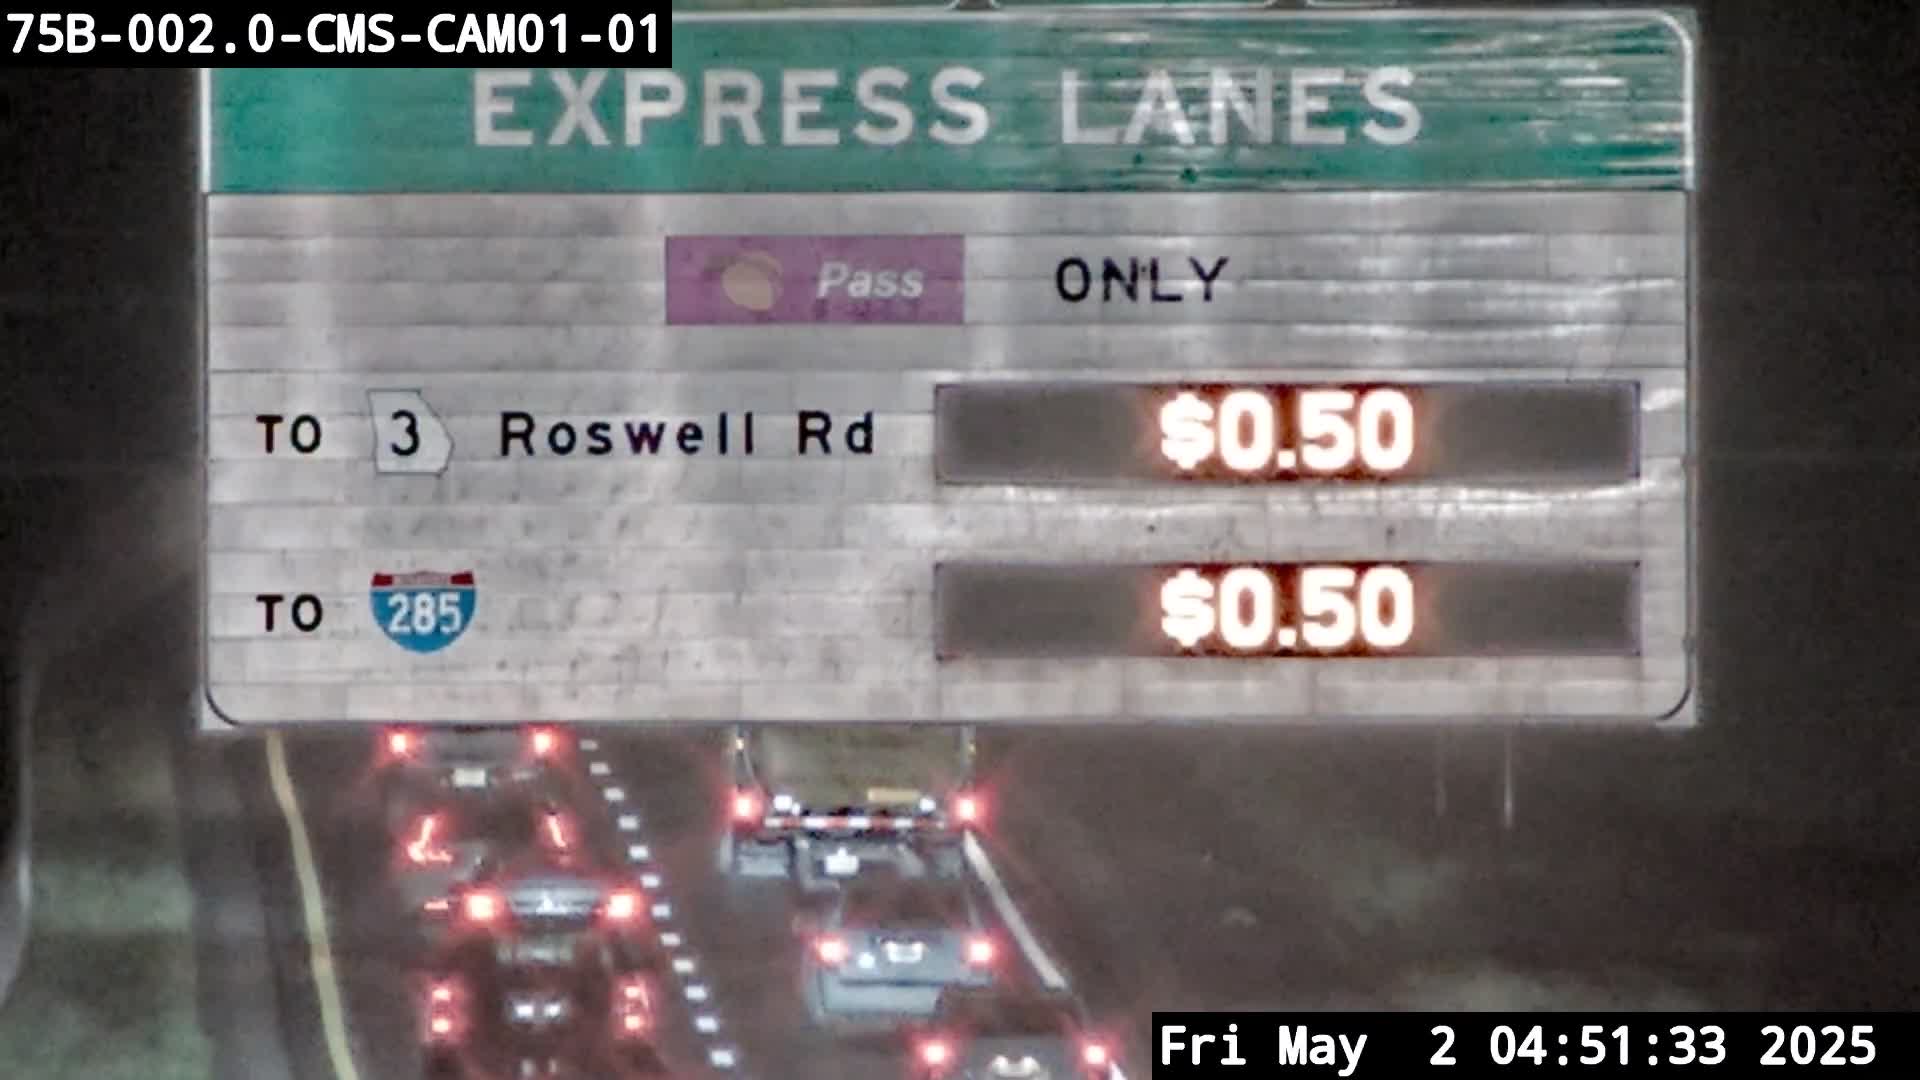 75B-002.0-CMS-CAM01-01
EXPRESS LANES
Pass ONLY
TO 3 Roswell Rd $0.50
TO 285 $0.50
Fri May 2 04:51:33 2025